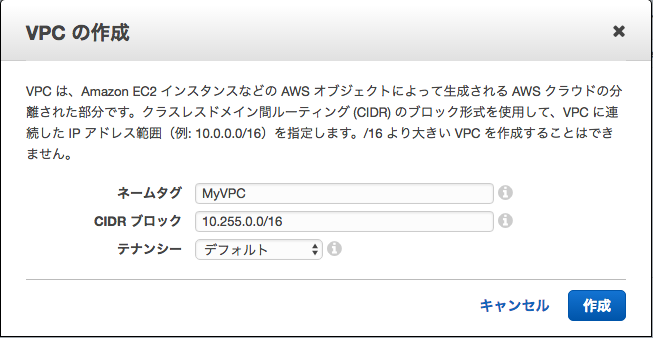 VPC の作成
VPC は、Amazon EC2 インスタンスなどの AWS オブジェクトによって生成される AWS クラウドの分
離された部分です。クラスレスドメイン間ルーティング (CIDR) のブロック形式を使用して、VPC に連
続した IP アドレス範囲（例: 10.0.0.0/16）を指定します。/16 より大きい VPC を作成することはでき
ません。
ネームタグ MyVPC
CIDR ブロック 10.255.0.0/16
テナンシー デフォルト
キャンセル 作成